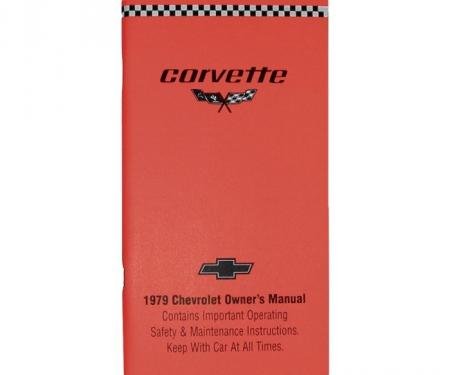 corvette
1979 Chevrolet Owner's Manual
Contains Important Operating
Safety & Maintenance Instructions.
Keep With Car At All Times.